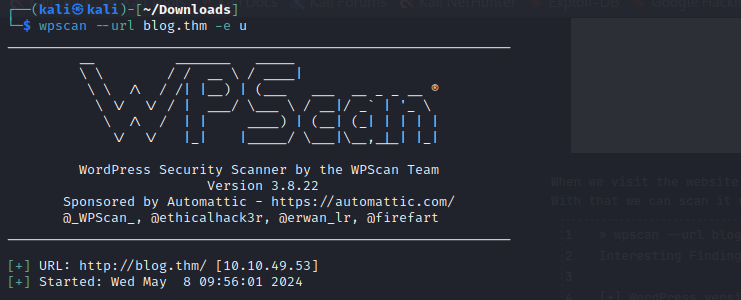 (kali㉿kali)-[~/Downloads]
$ wpscan --url blog.thm -e u
WPScan ®
WordPress Security Scanner by the WPScan Team
Version 3.8.22
Sponsored by Automattic - https://automattic.com/
@_WPScan_, @ethicalhack3r, @erwan_lr, @firefart
[+] URL: http://blog.thm/ [10.10.49.53]
[+] Started: Wed May  8 09:56:01 2024
When we visit the website
With that we can scan it
1 > wpscan --url blog
2 Interesting Finding
3